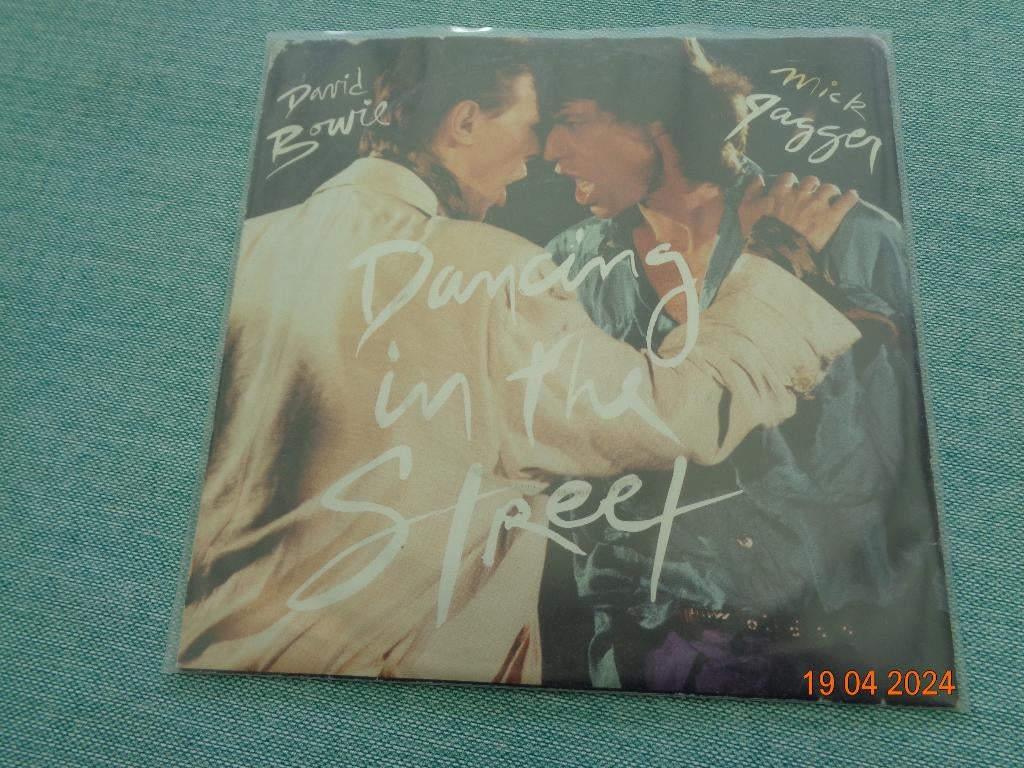 David
Bowie
Mick
Jagger
Dancing
in the
Street
19 04 2024